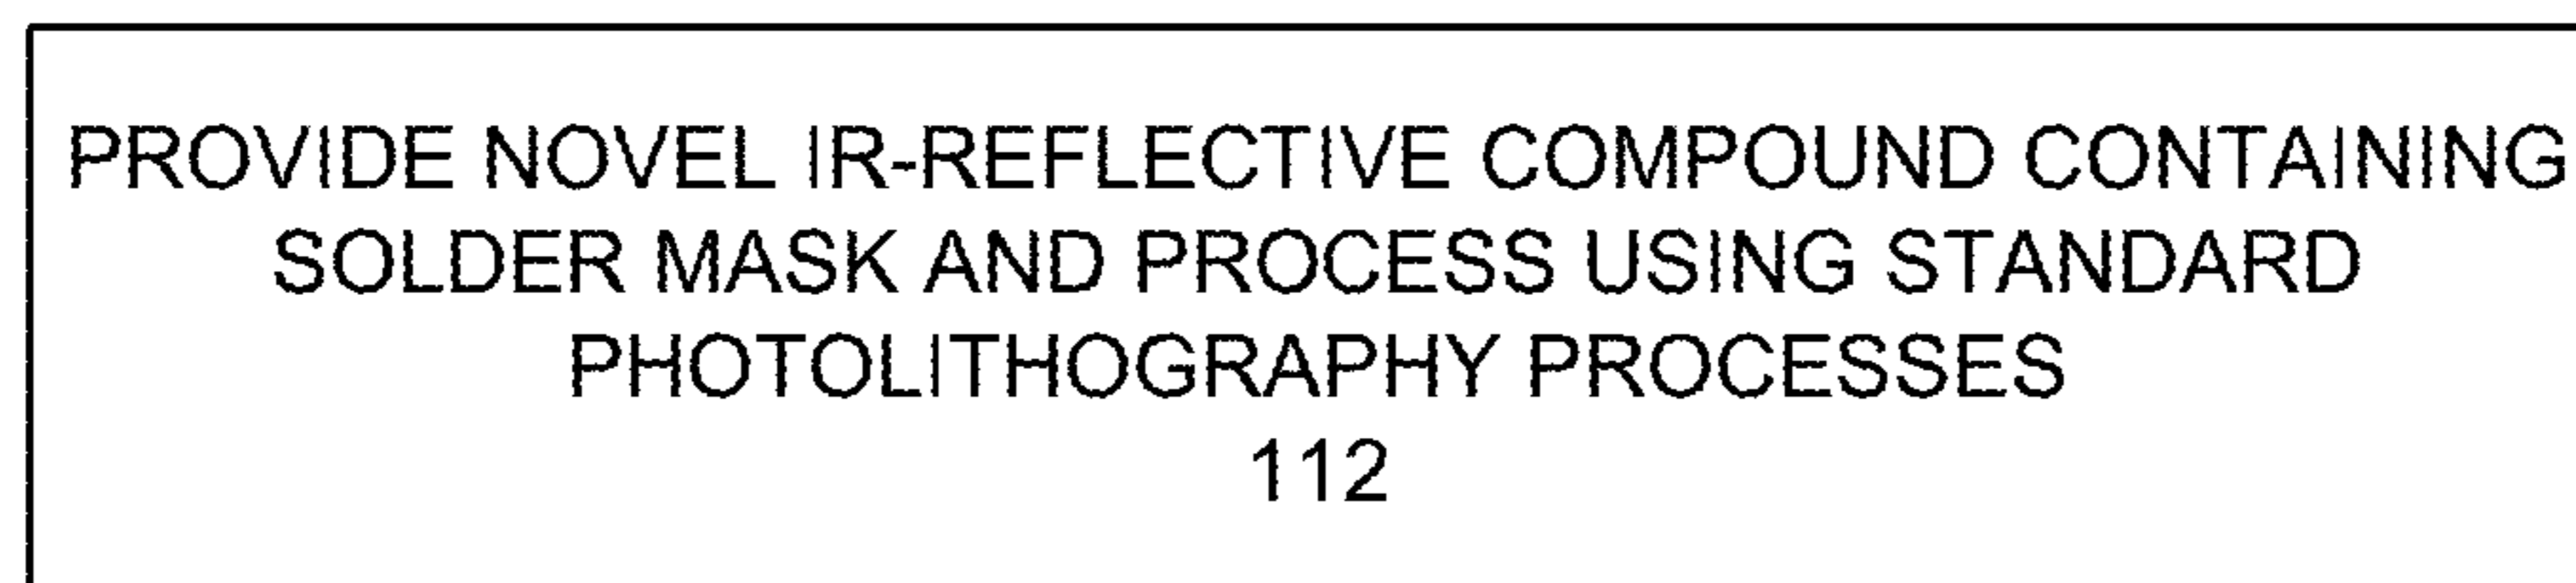 PROVIDE NOVEL IR-REFLECTIVE COMPOUND CONTAINING
SOLDER MASK AND PROCESS USING STANDARD
PHOTOLITHOGRAPHY PROCESSES
112